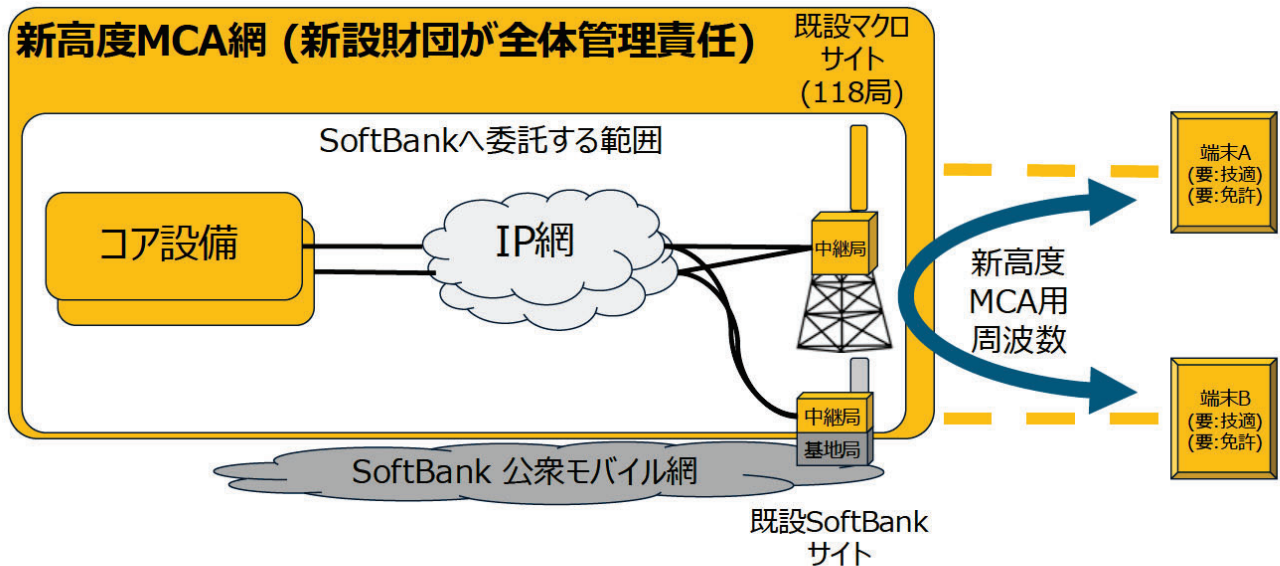 新高度MCA網 (新設財団が全体管理責任)
既設マクロ
サイト
(118局)
SoftBankへ委託する範囲
コア設備
IP網
中継局
中継局
基地局
SoftBank 公衆モバイル網
既設SoftBank
サイト
新高度
MCA用
周波数
端末A
(要:技適)
(要:免許)
端末B
(要:技適)
(要:免許)